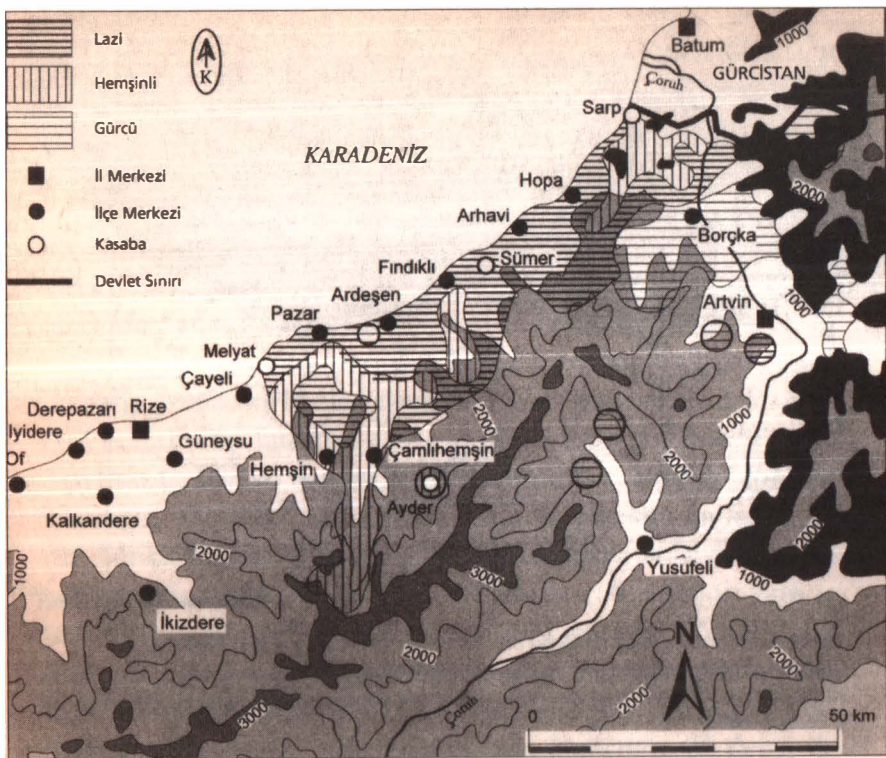 Lazi
Hemşinli
Gürcü
İl Merkezi
İlçe Merkezi
Kasaba
Devlet Sınırı
K
KARADENİZ
Batum
GÜRCİSTAN
1000
Çoruh
Sarp
2000
Hopa
Arhavi
Borçka
Sümer
Fındıklı
Ardeşen
Artvin
1000
Pazar
Melyat
Çayeli
2000
Derepazarı
Rize
1000
İyidere
Güneysu
Of
Hemşin
Çamlıhemşin
2000
Kalkandere
Ayder
2000
2000
3000
1000
Yusufeli
1000
İkizdere
2000
N
2000
2000
3000
Çoruh
2000
0
50 km